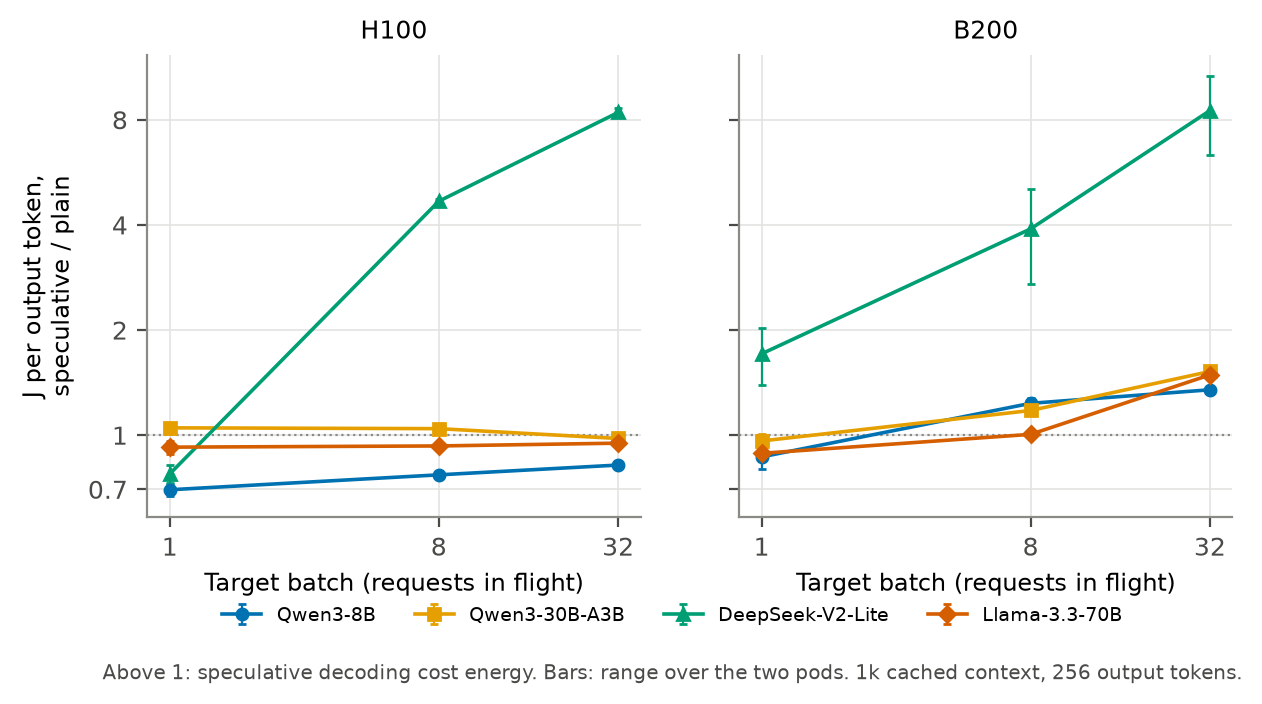 H100
B200
J per output token,
speculative / plain
8
4
2
1
0.7
1
8
32
1
8
32
Target batch (requests in flight)
Target batch (requests in flight)
Qwen3-8B
Qwen3-30B-A3B
DeepSeek-V2-Lite
Llama-3.3-70B
Above 1: speculative decoding cost energy. Bars: range over the two pods. 1k cached context, 256 output tokens.